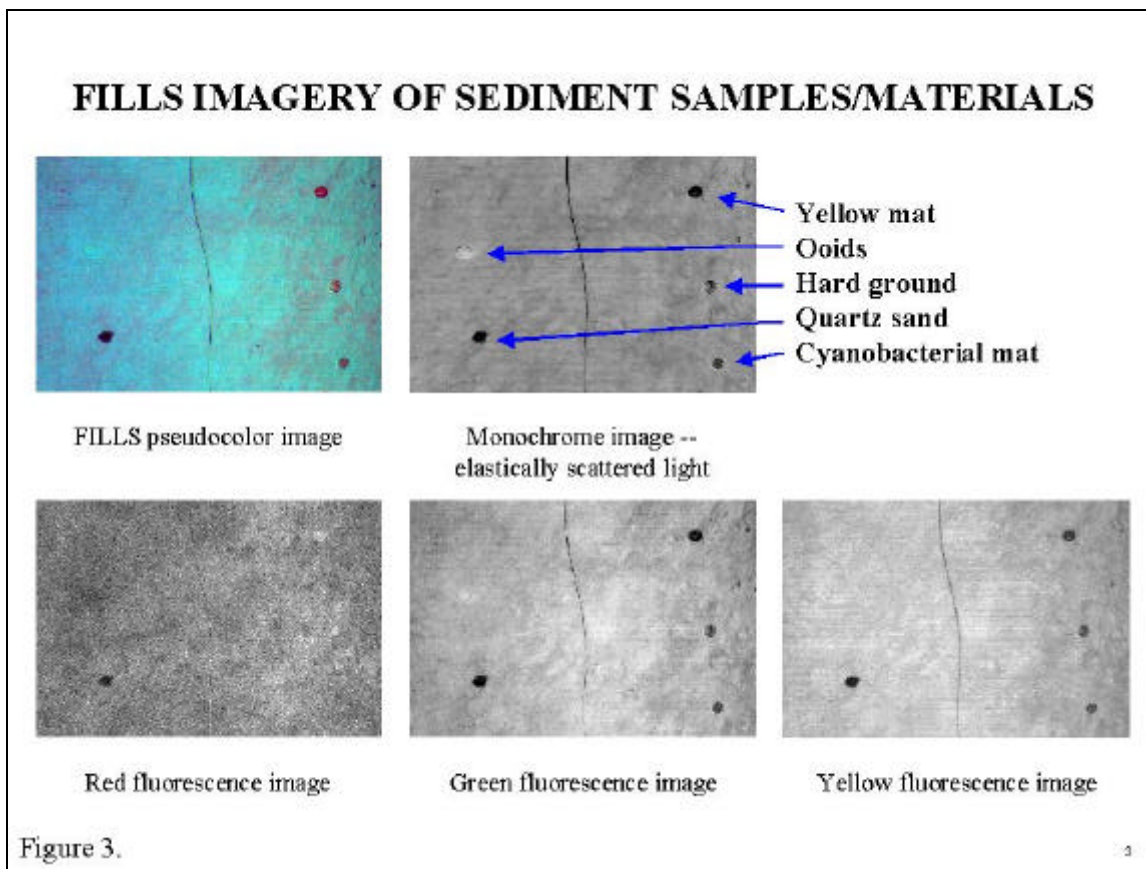 FILLS IMAGERY OF SEDIMENT SAMPLES/MATERIALS
Yellow mat
Ooids
Hard ground
Quartz sand
Cyanobacterial mat
FILLS pseudocolor image
Monochrome image --
elastically scattered light
Red fluorescence image
Green fluorescence image
Yellow fluorescence image
Figure 3.
3